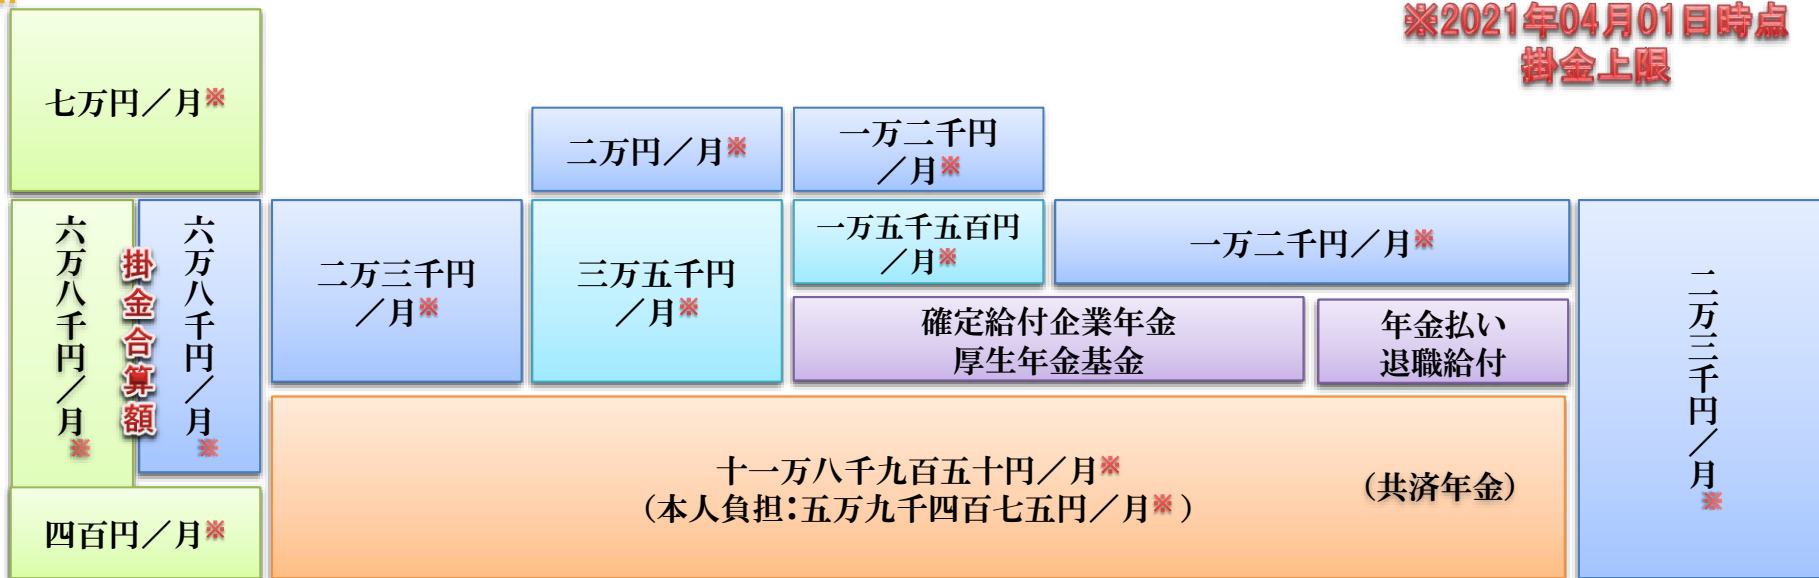 ※2021年04月01日時点
掛金上限
七万円／月※
二万円／月※
一万二千円
／月※
六万八千円／月※
掛金合算額
六万八千円／月※
二万三千円
／月※
三万五千円
／月※
一万五千五百円
／月※
一万二千円／月※
二万三千円／月※
確定給付企業年金
厚生年金基金
年金払い
退職給付
十一万八千九百五十円／月※
（本人負担：五万九千四百七五円／月※）
（共済年金）
四百円／月※